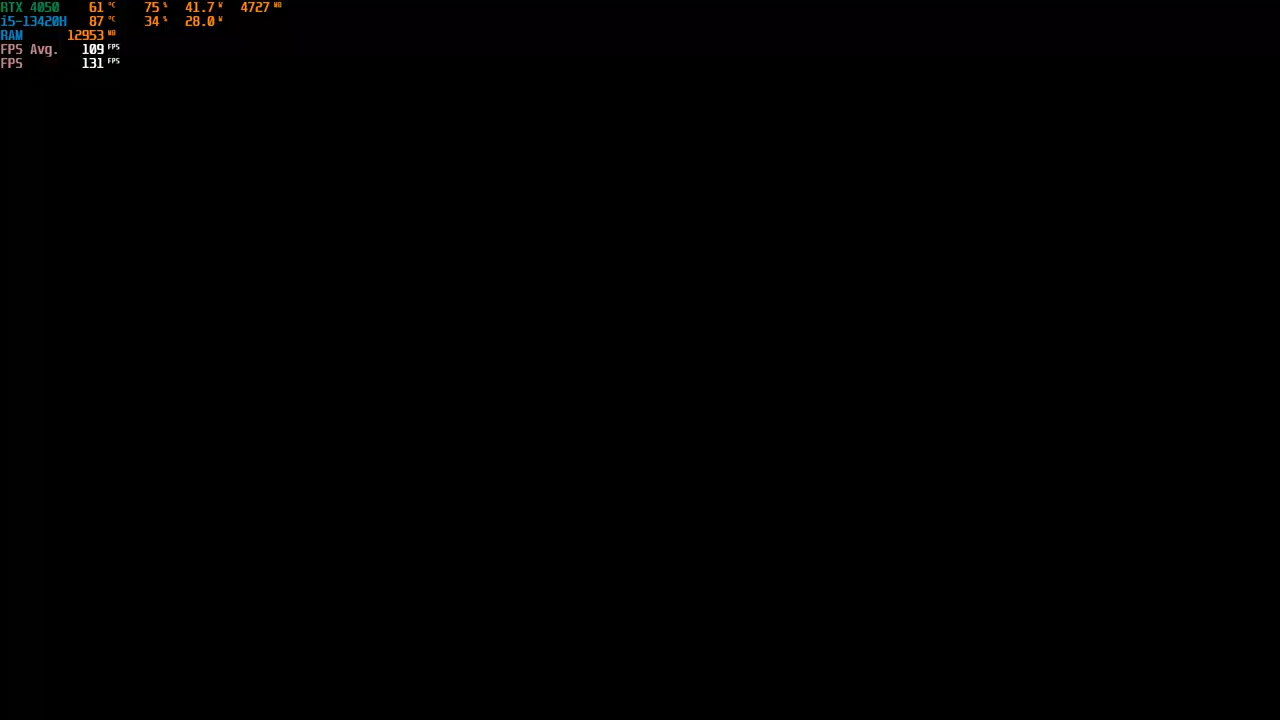 RTX 4050 61 °C 75 % 41.7 W 4727 MB
i5-13420H 87 °C 34 % 28.0 W
RAM 12953 MB
FPS Avg. 109 FPS
FPS 131 FPS